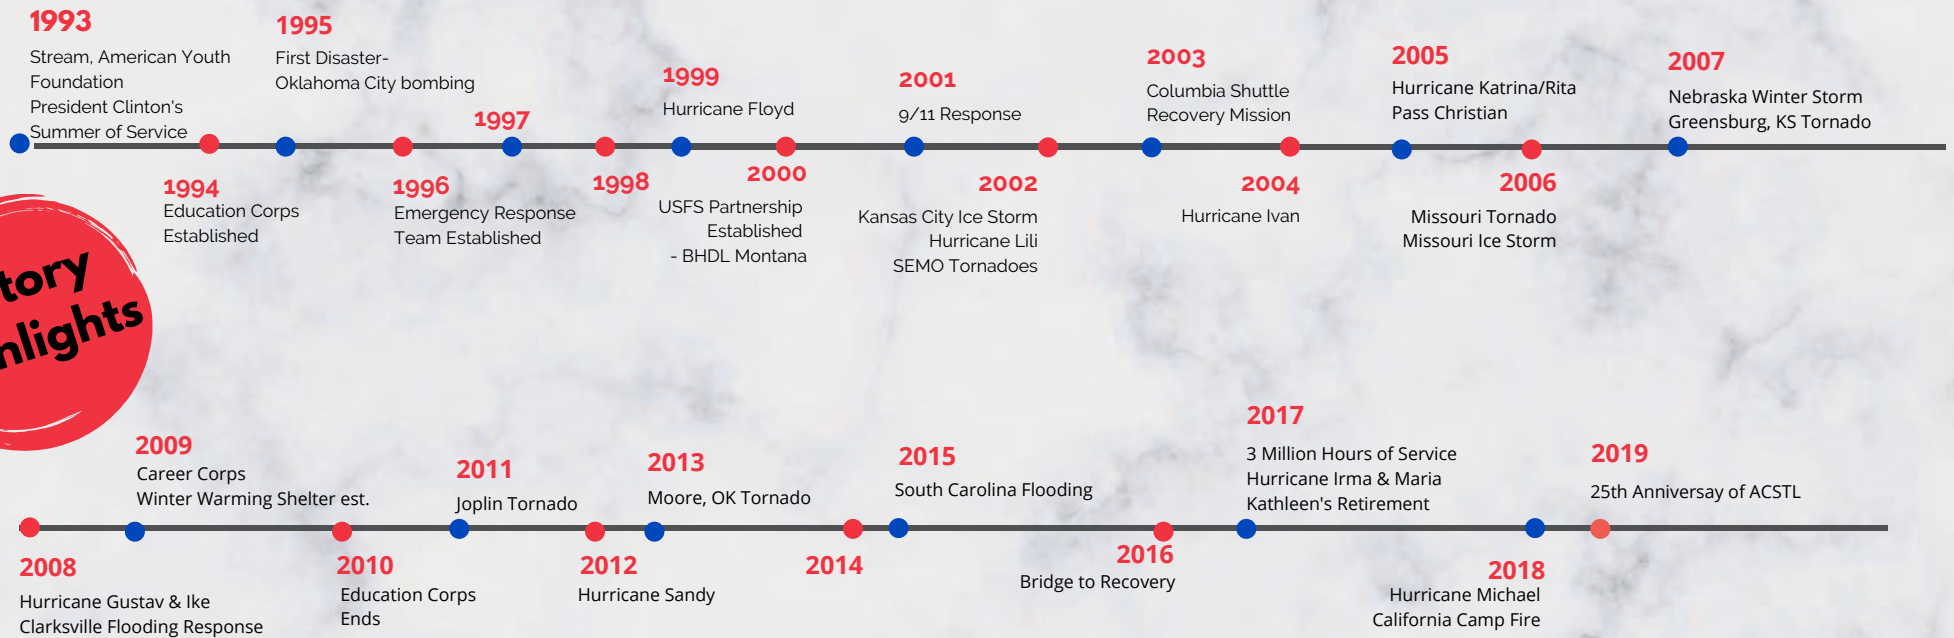 1993
Stream, American Youth
Foundation
President Clinton's
Summer of Service
1994
Education Corps
Established
1995
First Disaster-
Oklahoma City bombing
1996
Emergency Response
Team Established
1997
1998
1999
Hurricane Floyd
2000
USFS Partnership
Established
- BHDL Montana
2001
9/11 Response
2002
Kansas City Ice Storm
Hurricane Lili
SEMO Tornadoes
2003
Columbia Shuttle
Recovery Mission
2004
Hurricane Ivan
2005
Hurricane Katrina/Rita
Pass Christian
2006
Missouri Tornado
Missouri Ice Storm
2007
Nebraska Winter Storm
Greensburg, KS Tornado
tory
hlights
2008
Hurricane Gustav & Ike
Clarksville Flooding Response
2009
Career Corps
Winter Warming Shelter est.
2010
Education Corps
Ends
2011
Joplin Tornado
2012
Hurricane Sandy
2013
Moore, OK Tornado
2014
2015
South Carolina Flooding
2016
Bridge to Recovery
2017
3 Million Hours of Service
Hurricane Irma & Maria
Kathleen's Retirement
2018
Hurricane Michael
California Camp Fire
2019
25th Anniversay of ACSTL